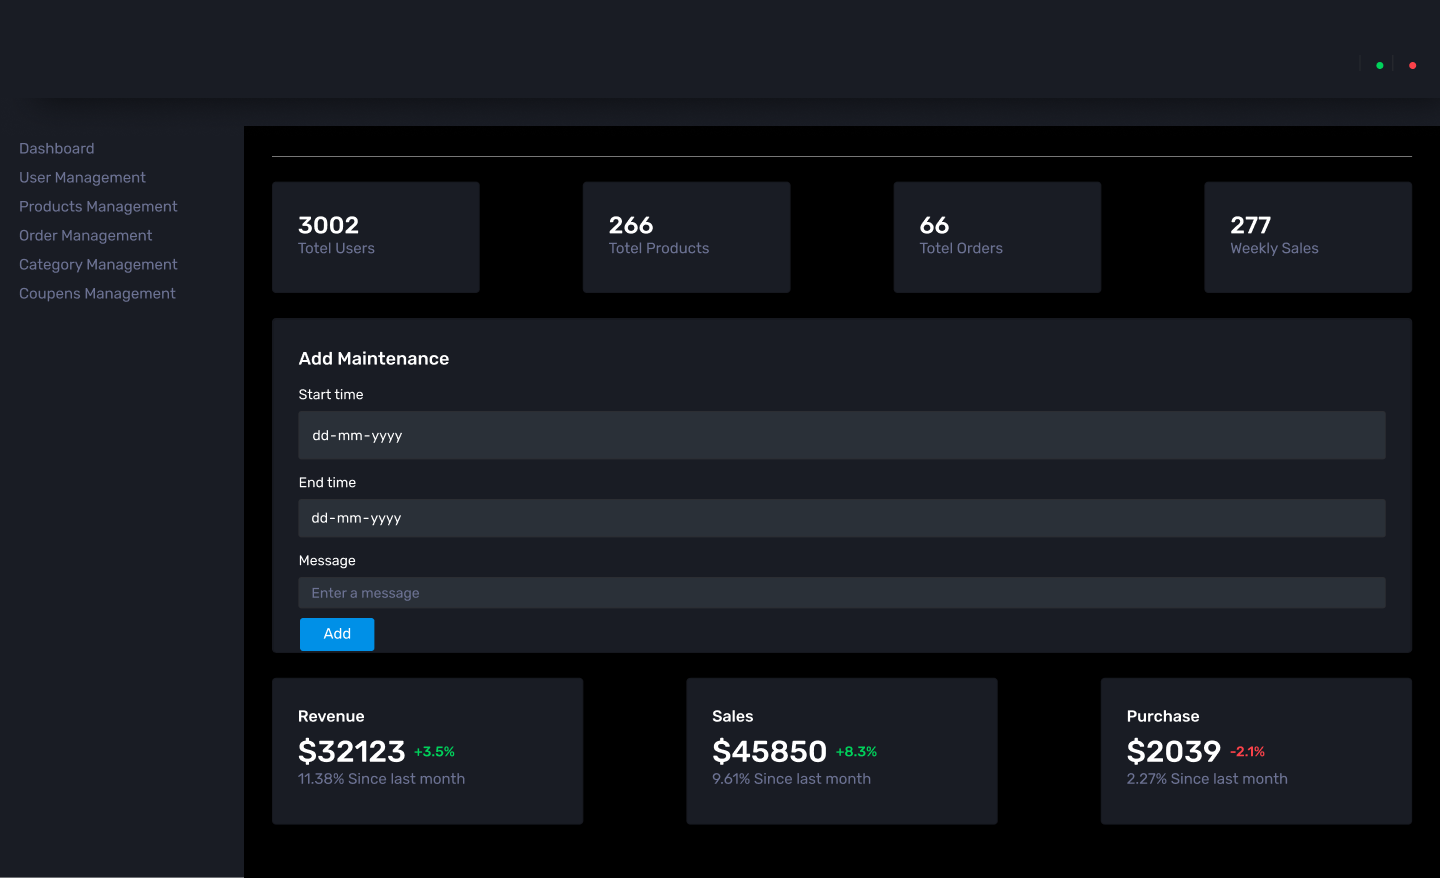 Dashboard
User Management
Products Management
Order Management
Category Management
Coupens Management
3002
Totel Users
266
Totel Products
66
Totel Orders
277
Weekly Sales
Add Maintenance
Start time
dd-mm-yyyy
End time
dd-mm-yyyy
Message
Enter a message
Add
Revenue
$32123 +3.5%
11.38% Since last month
Sales
$45850 +8.3%
9.61% Since last month
Purchase
$2039 -2.1%
2.27% Since last month